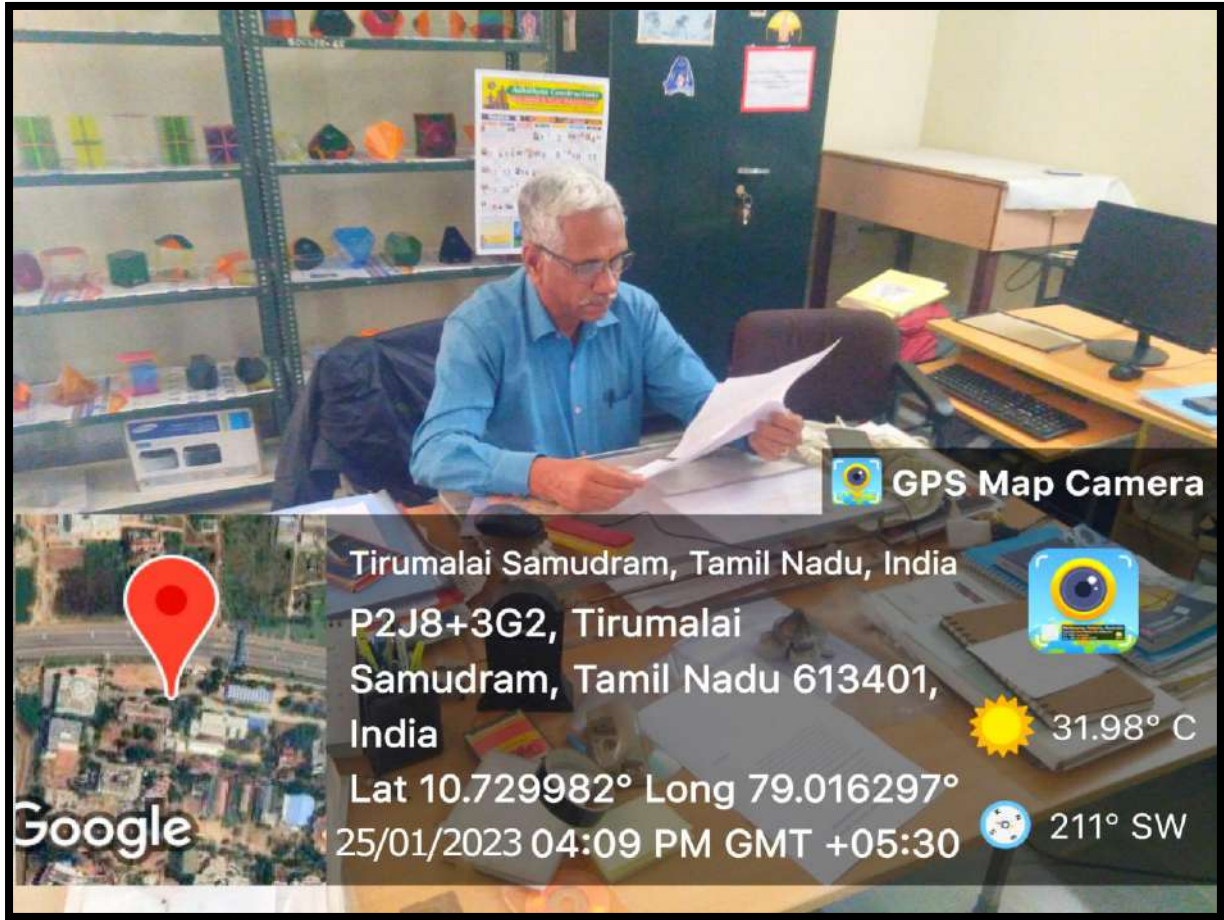 GPS Map Camera
Tirumalai Samudram, Tamil Nadu, India
P2J8+3G2, Tirumalai
Samudram, Tamil Nadu 613401,
India
Lat 10.729982° Long 79.016297°
25/01/2023 04:09 PM GMT +05:30
31.98° C
211° SW
Google